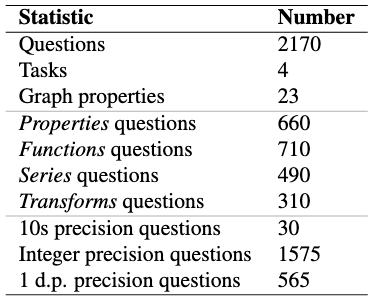 Statistic Number
Questions 2170
Tasks 4
Graph properties 23
Properties questions 660
Functions questions 710
Series questions 490
Transforms questions 310
10s precision questions 30
Integer precision questions 1575
1 d.p. precision questions 565